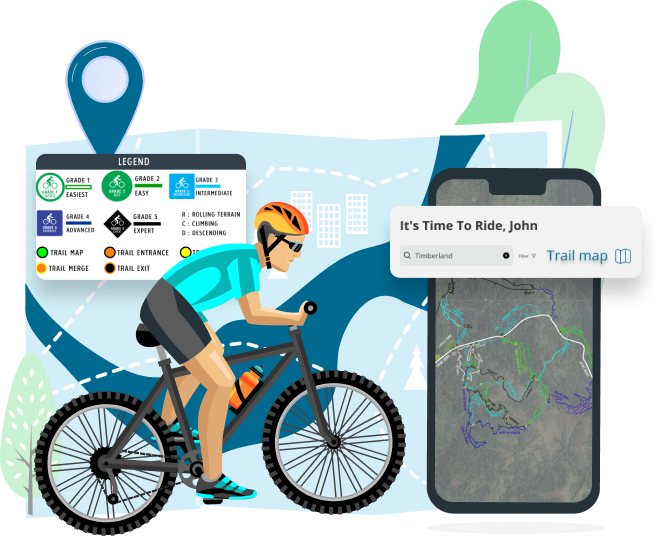 LEGEND
GRADE 1
EASIEST
GRADE 2
EASY
GRADE 3
INTERMEDIATE
GRADE 4
ADVANCED
GRADE 5
EXPERT
R : ROLLING TERRAIN
C : CLIMBING
D : DESCENDING
TRAIL MAP
TRAIL ENTRANCE
TRAIL MERGE
TRAIL EXIT
It's Time To Ride, John
Timberland
Filter
Trail map